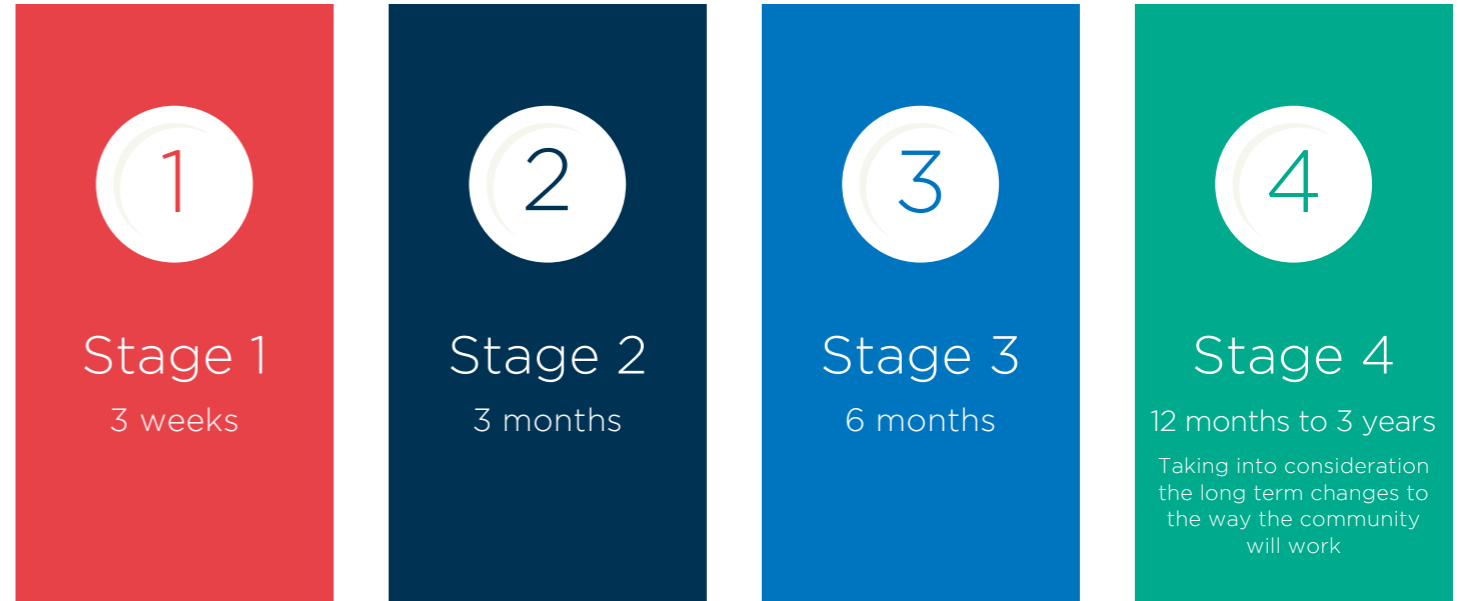 1
Stage 1
3 weeks
2
Stage 2
3 months
3
Stage 3
6 months
4
Stage 4
12 months to 3 years
Taking into consideration
the long term changes to
the way the community
will work